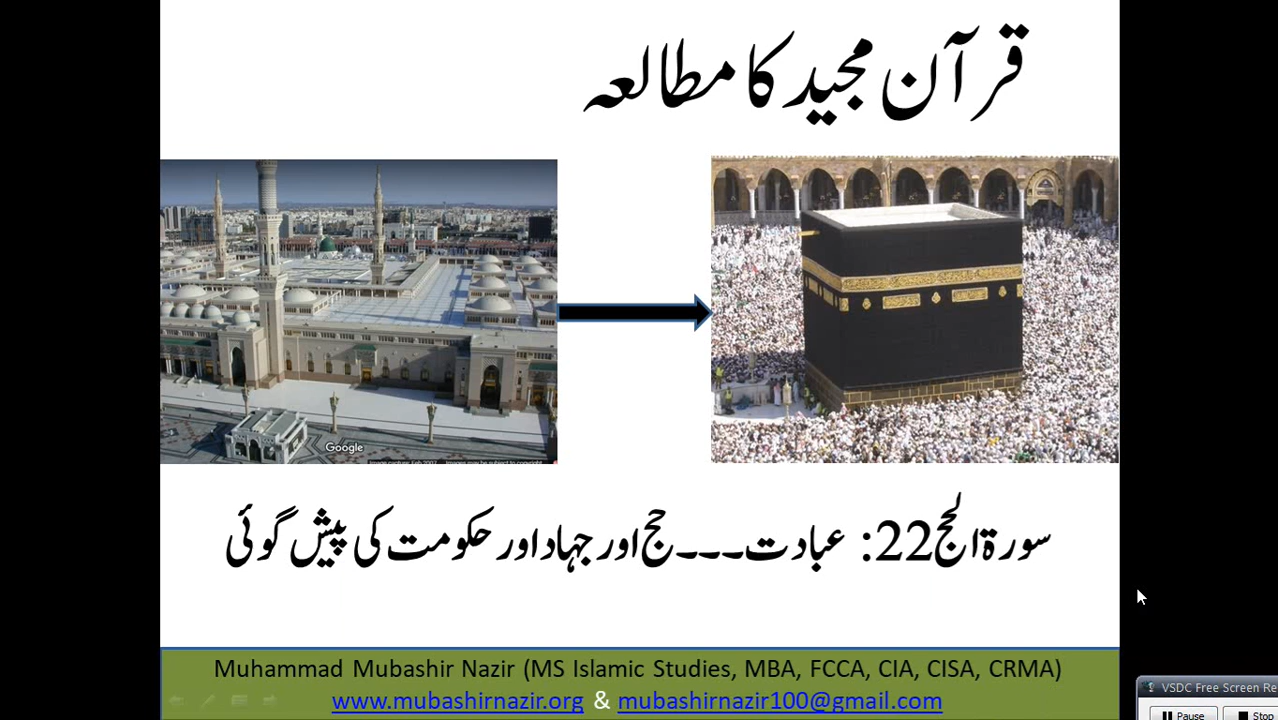 قرآن مجید کا مطالعہ
Google
سورۃ الحج22: عبادت۔۔۔حج اور جہاد اور حکومت کی پیش گوئی
Muhammad Mubashir Nazir (MS Islamic Studies, MBA, FCCA, CIA, CISA, CRMA)
www.mubashirnazir.org & mubashirnazir100@gmail.com
VSDC Free Screen Re
Pause
Stop